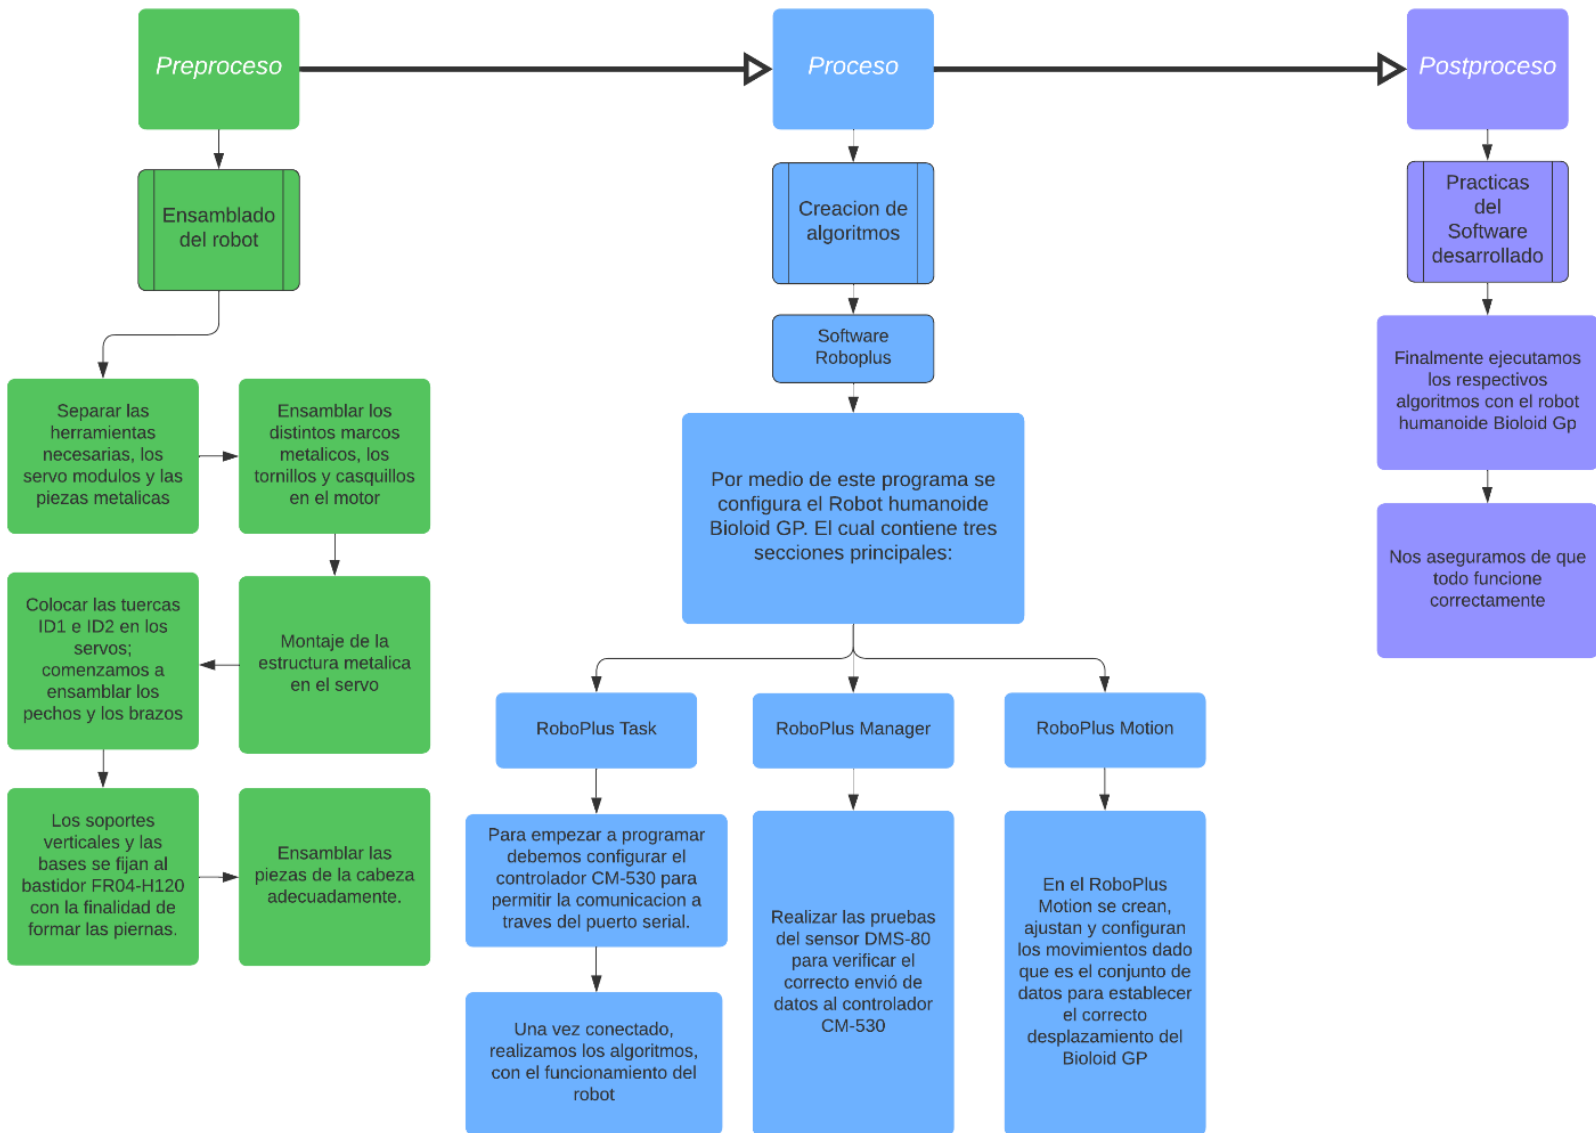 Preproceso
Proceso
Postproceso
Ensamblado
del robot
Creacion de
algoritmos
Practicas
del
Software
desarrollado
Software
Roboplus
Separar las
herramientas
necesarias, los
servo modulos y las
piezas metalicas
Ensamblar los
distintos marcos
metalicos, los
tornillos y casquillos
en el motor
Montaje de la
estructura metalica
en el servo
Colocar las tuercas
ID1 e ID2 en los
servos;
comenzamos a
ensamblar los
pechos y los brazos
Los soportes
verticales y las
bases se fijan al
bastidor FR04-H120
con la finalidad de
formar las piernas.
Ensamblar las
piezas de la cabeza
adecuadamente.
Por medio de este programa se
configura el Robot humanoide
Bioloid GP. El cual contiene tres
secciones principales:
RoboPlus Task
RoboPlus Manager
RoboPlus Motion
Para empezar a programar
debemos configurar el
controlador CM-530 para
permitir la comunicacion a
traves del puerto serial.
Una vez conectado,
realizamos los algoritmos,
con el funcionamiento del
robot
Realizar las pruebas
del sensor DMS-80
para verificar el
correcto envió de
datos al controlador
CM-530
En el RoboPlus
Motion se crean,
ajustan y configuran
los movimientos dado
que es el conjunto de
datos para establecer
el correcto
desplazamiento del
Bioloid GP
Finalmente ejecutamos
los respectivos
algoritmos con el robot
humanoide Bioloid Gp
Nos aseguramos de que
todo funcione
correctamente